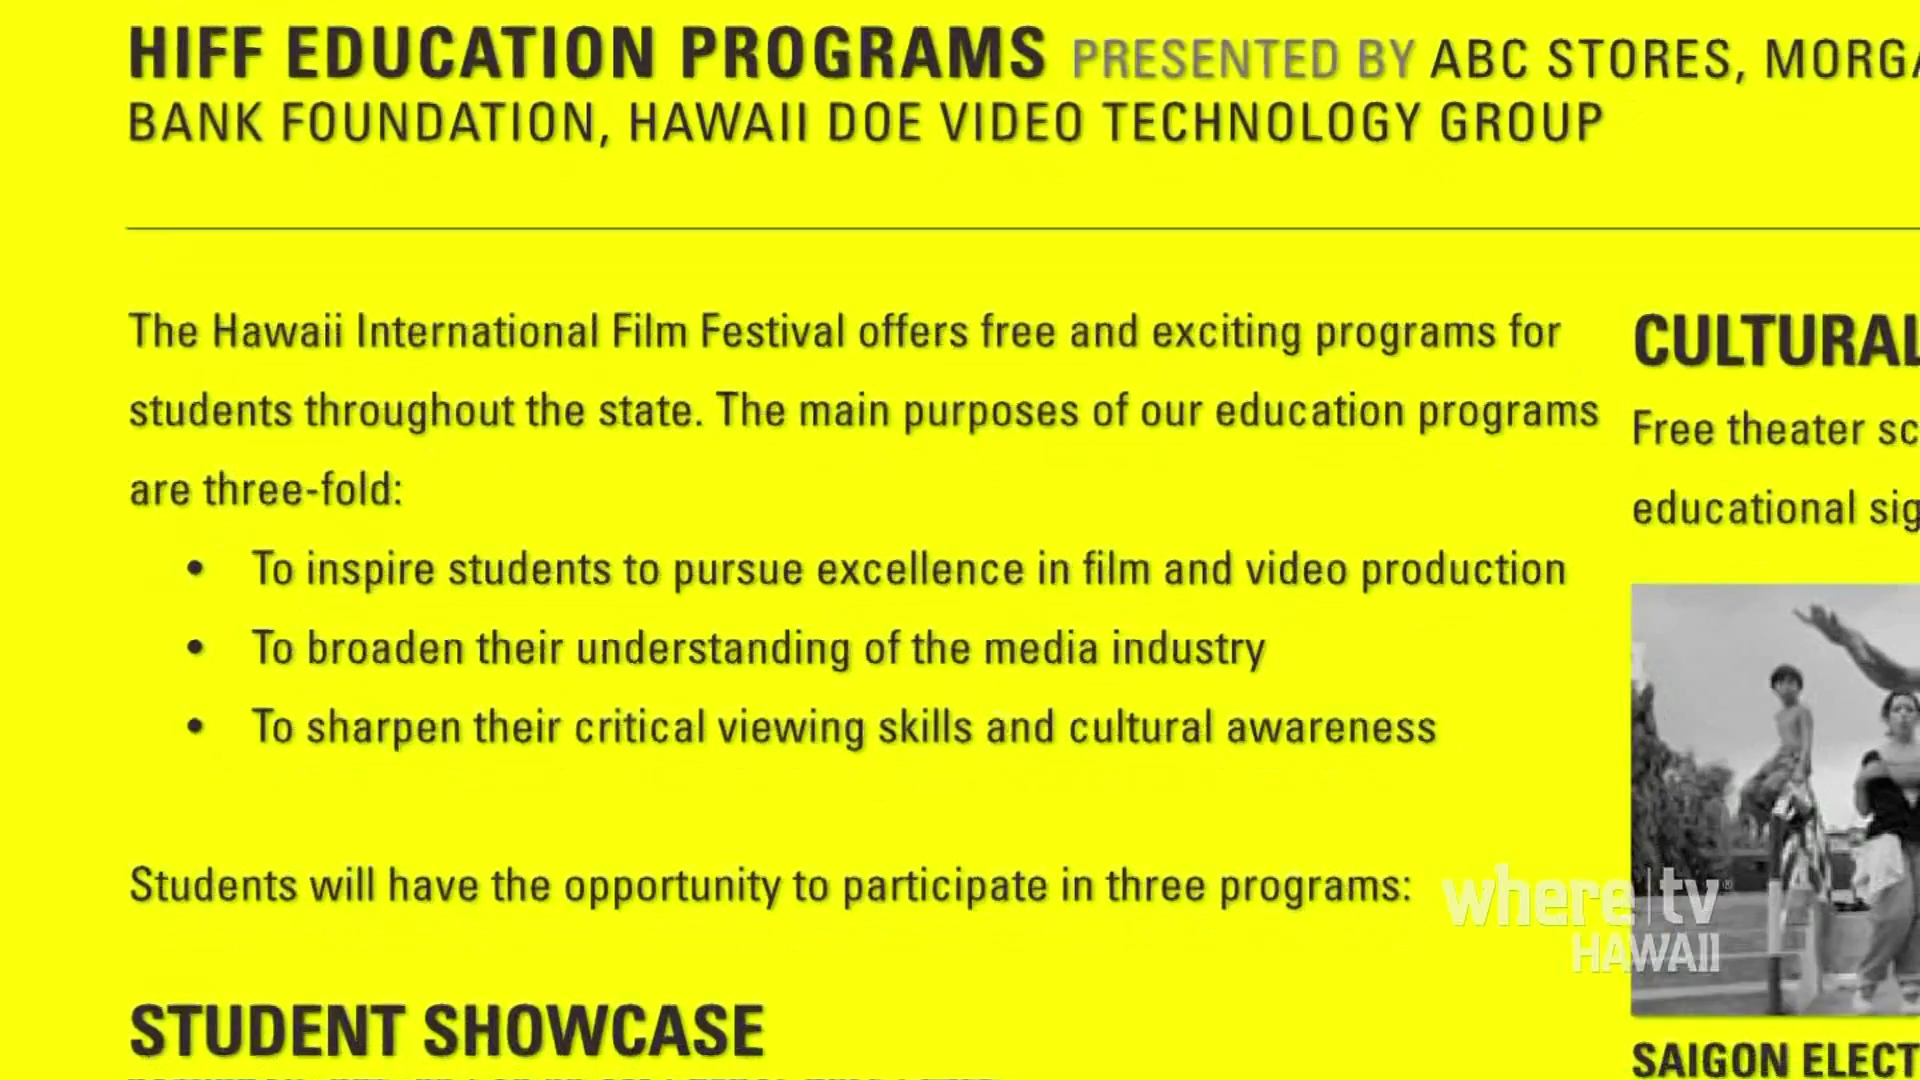 HIFF EDUCATION PROGRAMS PRESENTED BY ABC STORES,
BANK FOUNDATION, HAWAII DOE VIDEO TECHNOLOGY GROUP
The Hawaii International Film Festival offers free and exciting programs for
students throughout the state. The main purposes of our education programs
are three-fold:
• To inspire students to pursue excellence in film and video production
• To broaden their understanding of the media industry
• To sharpen their critical viewing skills and cultural awareness
Students will have the opportunity to participate in three programs:
STUDENT SHOWCASE
CULTURAL
Free theater
educational
SAIGON
where|tv®
HAWAII